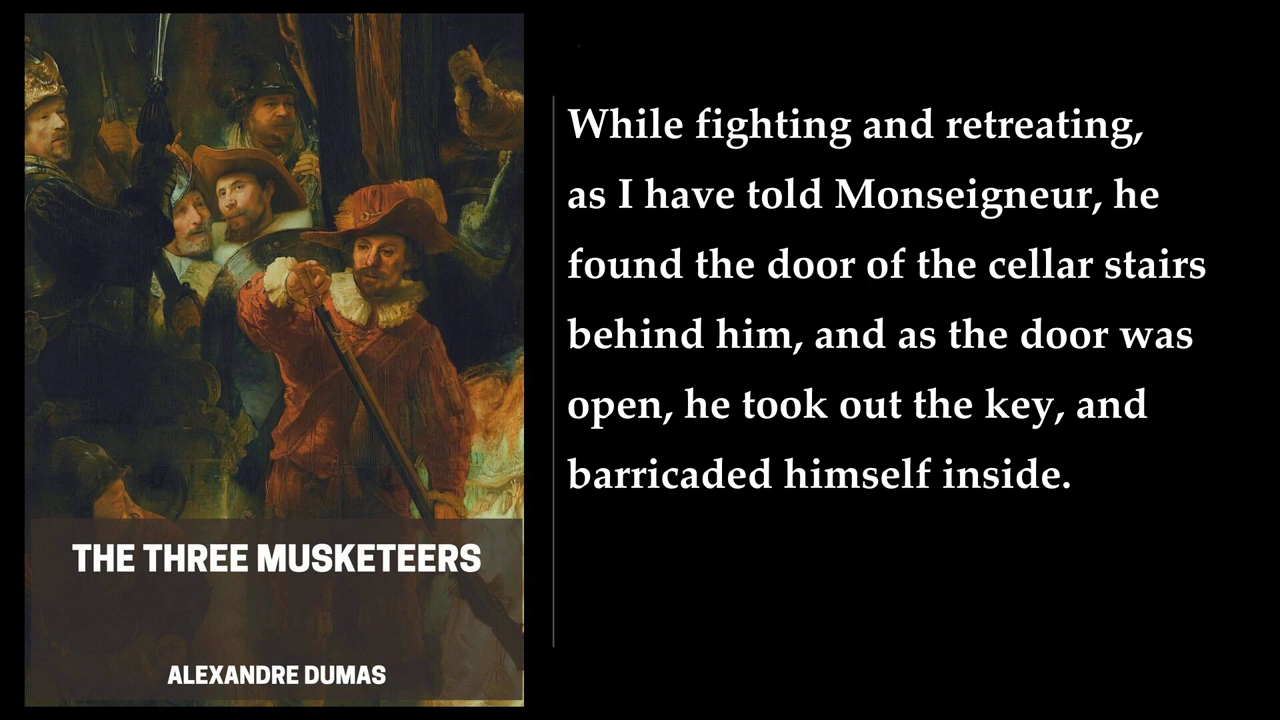 THE THREE MUSKETEERS
ALEXANDRE DUMAS
While fighting and retreating,
as I have told Monseigneur, he
found the door of the cellar stairs
behind him, and as the door was
open, he took out the key, and
barricaded himself inside.